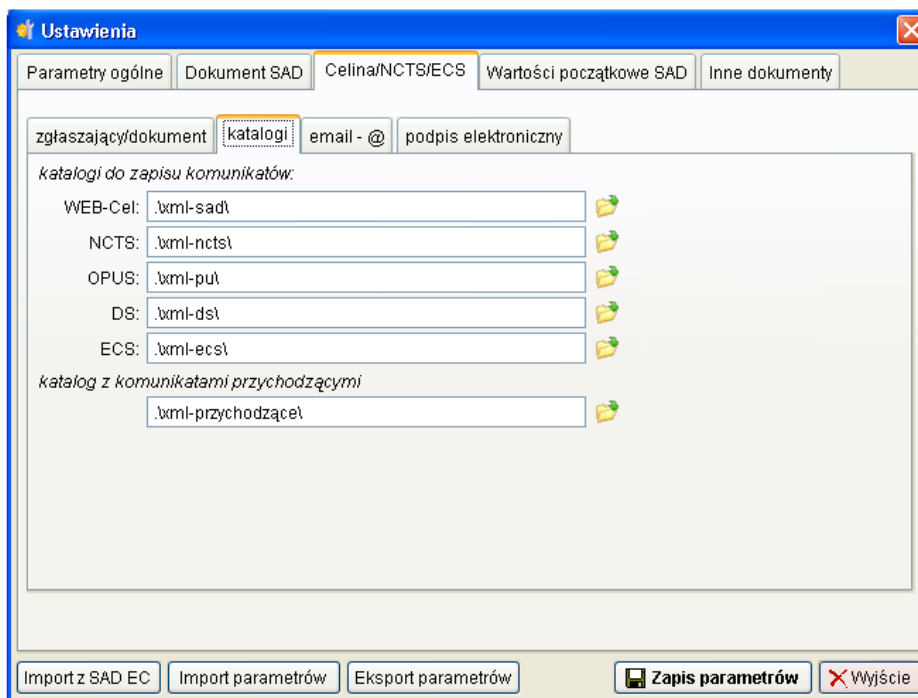 Ustawienia
Parametry ogólne Dokument SAD Celina/NCTS/ECS Wartości początkowe SAD Inne dokumenty
zgłaszający/dokument katalogi email - @ podpis elektroniczny
katalogi do zapisu komunikatów:
WEB-Cel: .\xml-sad\
NCTS: .\xml-ncts\
OPUS: .\xml-pu\
DS: .\xml-ds\
ECS: .\xml-ecs\
katalog z komunikatami przychodzącymi
.\xml-przychodzące\
Import z SAD EC Import parametrów Eksport parametrów Zapis parametrów Wyjście